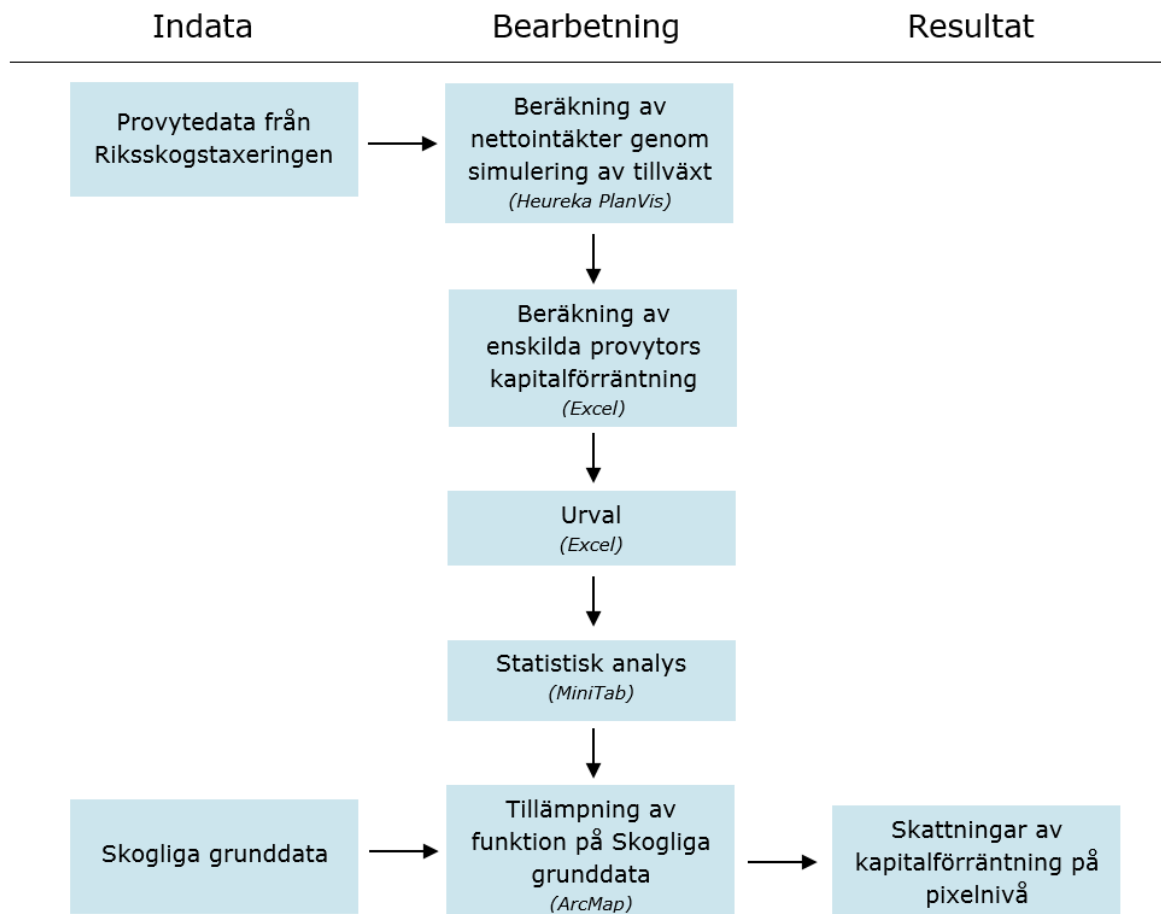 Indata
Bearbetning
Resultat
Provytedata från
Riksskogstaxeringen
Beräkning av
nettointäkter genom
simulering av tillväxt
(Heureka PlanVis)
Beräkning av
enskilda provytors
kapitalförräntning
(Excel)
Urval
(Excel)
Statistisk analys
(MiniTab)
Skogliga grunddata
Tillämpning av
funktion på Skogliga
grunddata
(ArcMap)
Skattningar av
kapitalförräntning på
pixelnivå